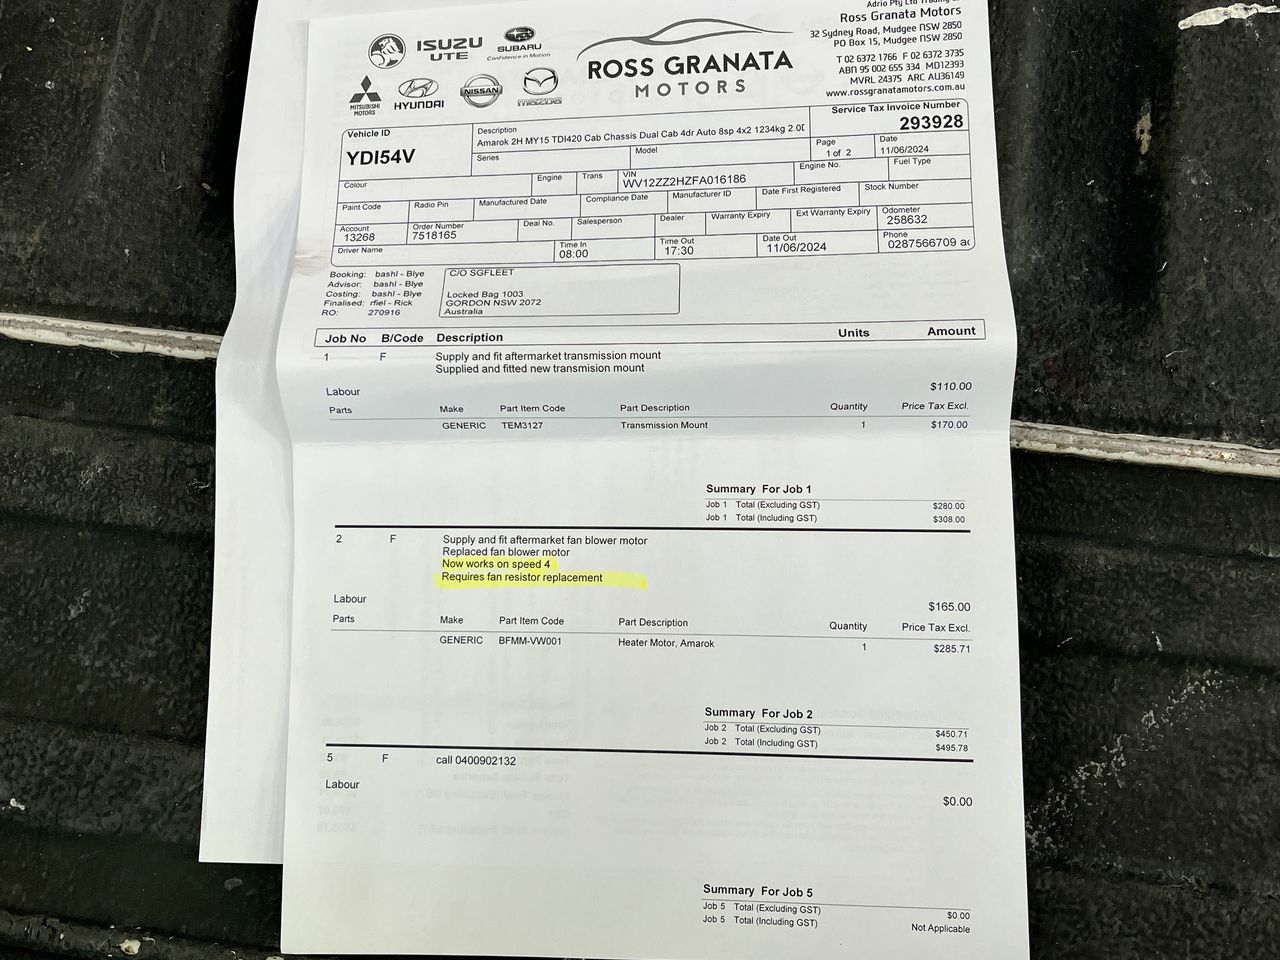 Adrio Pty Ltd Trading
Ross Granata Motors
32 Sydney Road, Mudgee NSW 2850
PO Box 15, Mudgee NSW 2850
T 02 6372 1766 F 02 6372 3735
ABN 95 002 655 334 MD12393
MVRL 24375 ARC AU36149
www.rossgranatamotors.com.au
ISUZU UTE
SUBARU
Confidence in Motion
MITSUBISHI MOTORS
HYUNDAI
NISSAN
mazda
ROSS GRANATA
MOTORS
Service Tax Invoice Number
293928
Vehicle ID
YDI54V
Description
Amarok 2H MY15 TDI420 Cab Chassis Dual Cab 4dr Auto 8sp 4x2 1234kg 2.0D
Page
1 of 2
Date
11/06/2024
Series
Model
Engine No.
Fuel Type
Colour
Engine
Trans
VIN
WV12ZZ2HZFA016186
Paint Code
Radio Pin
Manufactured Date
Compliance Date
Manufacturer ID
Date First Registered
Stock Number
Account
13268
Order Number
7518165
Deal No.
Salesperson
Dealer
Warranty Expiry
Ext Warranty Expiry
Odometer
258632
Driver Name
Time In
08:00
Time Out
17:30
Date Out
11/06/2024
Phone
0287566709 ac
Booking: bashl - Blye
Advisor: bashl - Blye
Costing: bashl - Blye
Finalised: rfiel - Rick
RO: 270916
C/O SGFLEET
Locked Bag 1003
GORDON NSW 2072
Australia
Job No B/Code Description Units Amount
1 F Supply and fit aftermarket transmission mount
Supplied and fitted new transmision mount
Labour $110.00
Parts Make Part Item Code Part Description Quantity Price Tax Excl.
GENERIC TEM3127 Transmission Mount 1 $170.00
Summary For Job 1
Job 1 Total (Excluding GST) $280.00
Job 1 Total (Including GST) $308.00
2 F Supply and fit aftermarket fan blower motor
Replaced fan blower motor
Now works on speed 4
Requires fan resistor replacement
Labour $165.00
Parts Make Part Item Code Part Description Quantity Price Tax Excl.
GENERIC BFMM-VW001 Heater Motor, Amarok 1 $285.71
Summary For Job 2
Job 2 Total (Excluding GST) $450.71
Job 2 Total (Including GST) $495.78
5 F call 0400902132
Labour $0.00
Summary For Job 5
Job 5 Total (Excluding GST) $0.00
Job 5 Total (Including GST) Not Applicable